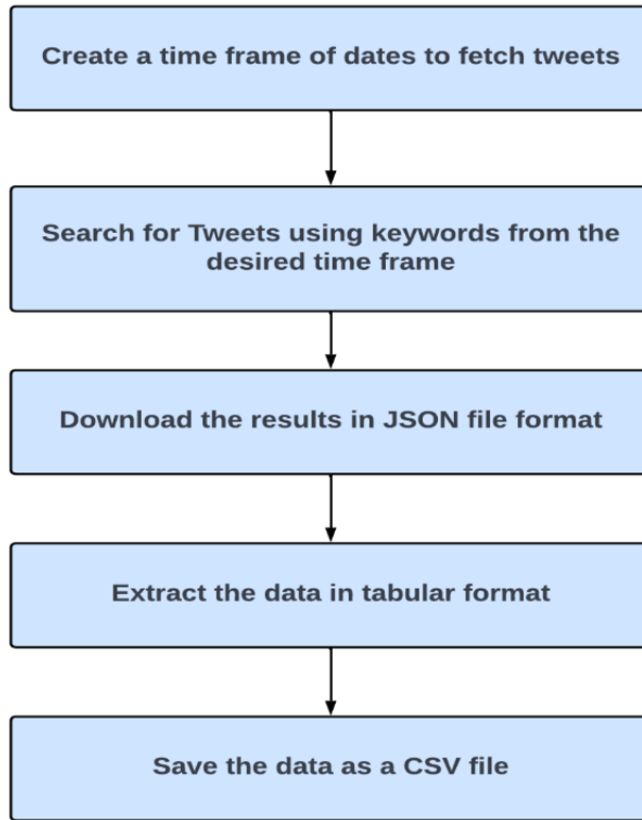 Create a time frame of dates to fetch tweets
Search for Tweets using keywords from the
desired time frame
Download the results in JSON file format
Extract the data in tabular format
Save the data as a CSV file